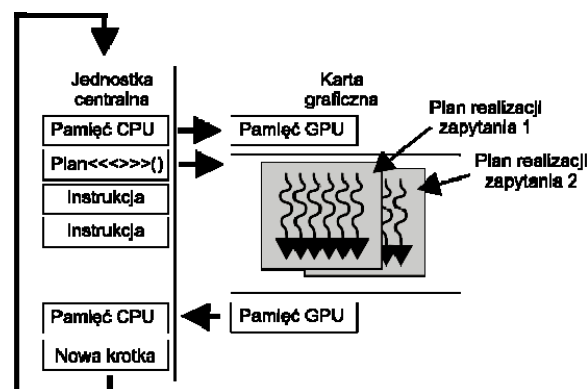 Jednostka
centralna
Karta
graficzna
Pamięć CPU
Pamięć GPU
Plan realizacji
zapytania 1
Plan<<<>>>()
Plan realizacji
zapytania 2
Instrukcja
Instrukcja
Pamięć CPU
Pamięć GPU
Nowa krotka